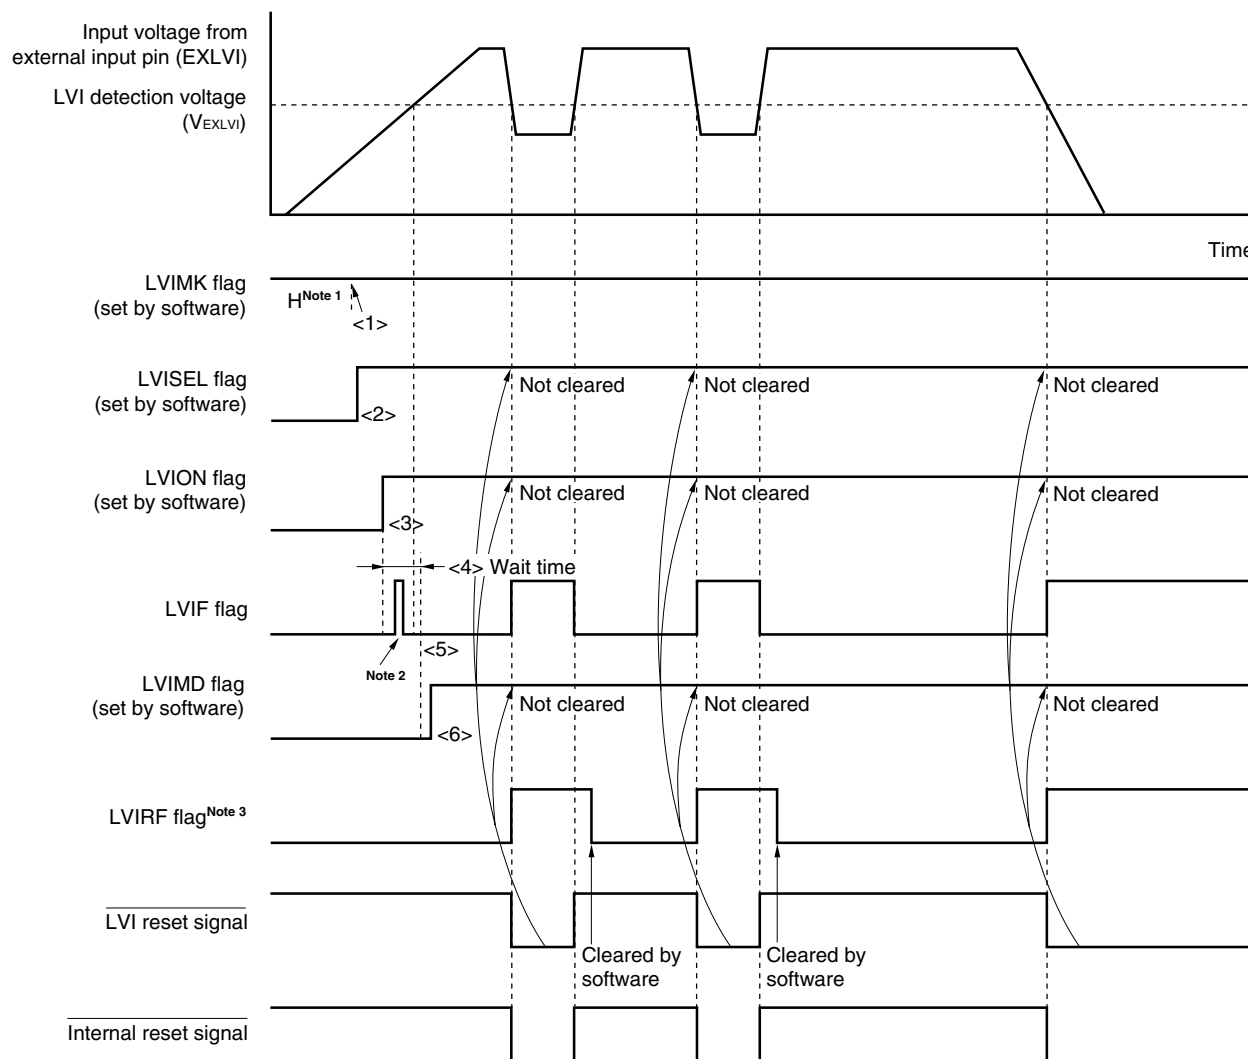 Input voltage from
external input pin (EXLVI)
LVI detection voltage
(VEXLVI)
Time
LVIMK flag
(set by software)
HNote 1
<1>
LVISEL flag
(set by software)
<2>
Not cleared
Not cleared
Not cleared
LVION flag
(set by software)
<3>
Not cleared
Not cleared
Not cleared
<4> Wait time
LVIF flag
Note 2
<5>
LVIMD flag
(set by software)
<6>
Not cleared
Not cleared
Not cleared
LVIRF flagNote 3
LVI reset signal
Cleared by
software
Cleared by
software
Internal reset signal